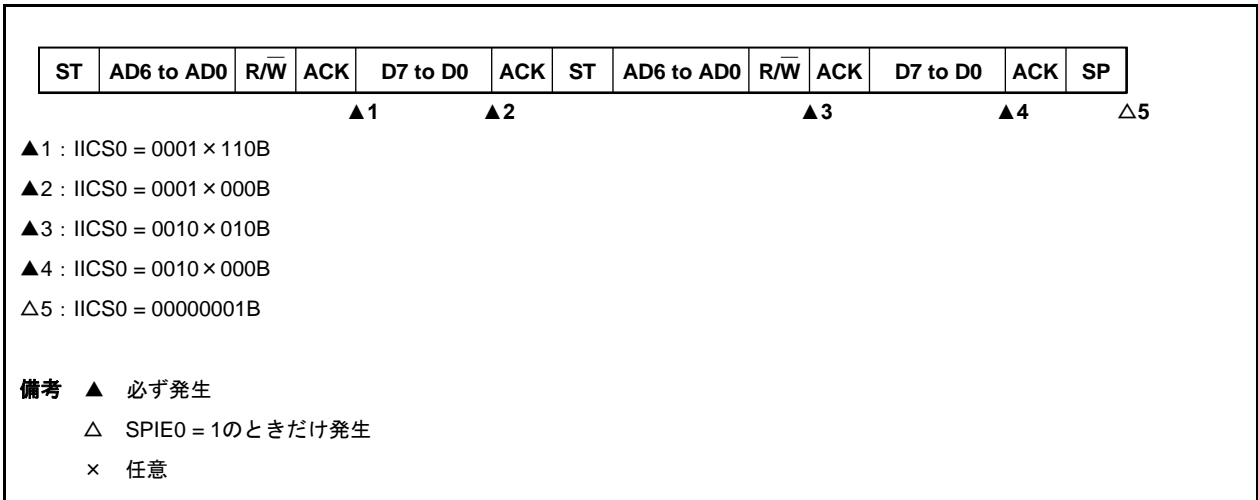 ST AD6 to AD0 R/W̅ ACK D7 to D0 ACK ST AD6 to AD0 R/W̅ ACK D7 to D0 ACK SP
▲1 ▲2 ▲3 ▲4 △5
▲1：IICS0 = 0001×110B
▲2：IICS0 = 0001×000B
▲3：IICS0 = 0010×010B
▲4：IICS0 = 0010×000B
△5：IICS0 = 00000001B
備考 ▲ 必ず発生
△ SPIE0 = 1のときだけ発生
× 任意